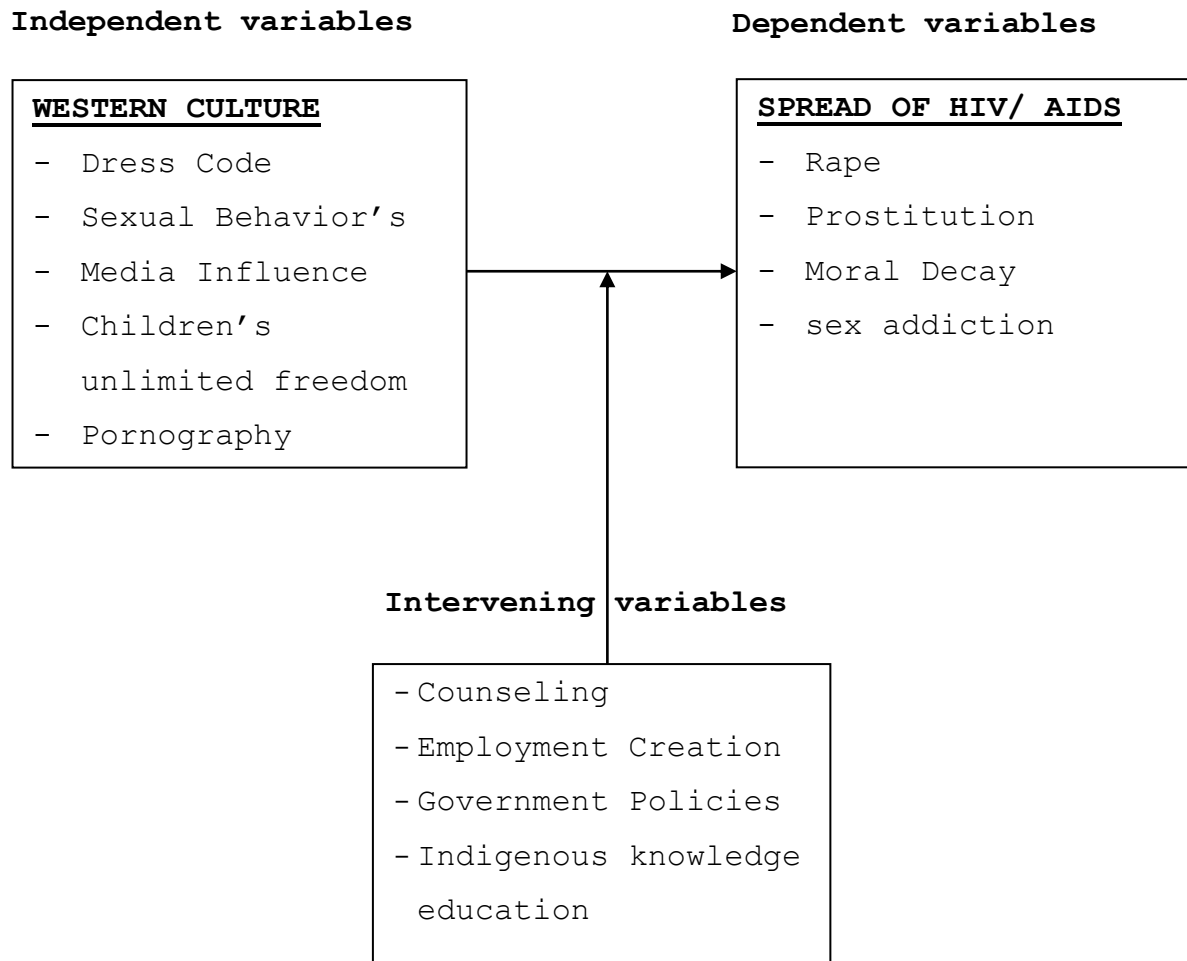 Independent variables
Dependent variables
WESTERN CULTURE
- Dress Code
- Sexual Behavior’s
- Media Influence
- Children’s
unlimited freedom
- Pornography
SPREAD OF HIV/ AIDS
- Rape
- Prostitution
- Moral Decay
- sex addiction
Intervening variables
- Counseling
- Employment Creation
- Government Policies
- Indigenous knowledge
education